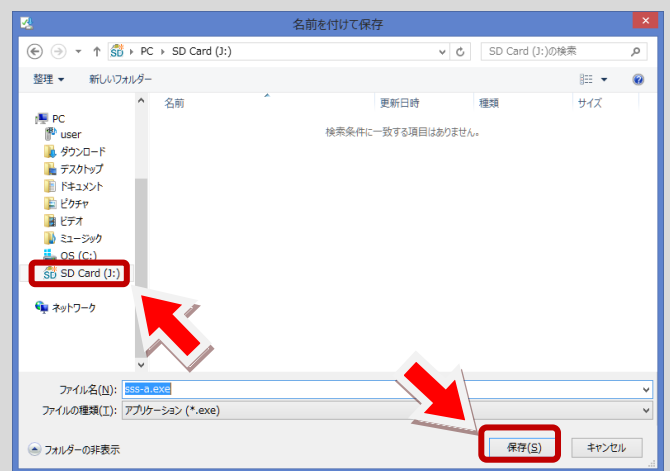 名前を付けて保存
PC SD Card (J:)
SD Card (J:)の検索
整理 新しいフォルダー
名前 更新日時 種類 サイズ
検索条件に一致する項目はありません。
PC
user
ダウンロード
デスクトップ
ドキュメント
ピクチャ
ビデオ
ミュージック
OS (C:)
SD Card (J:)
ネットワーク
ファイル名(N): sss-a.exe
ファイルの種類(T): アプリケーション (*.exe)
フォルダーの非表示
保存(S) キャンセル